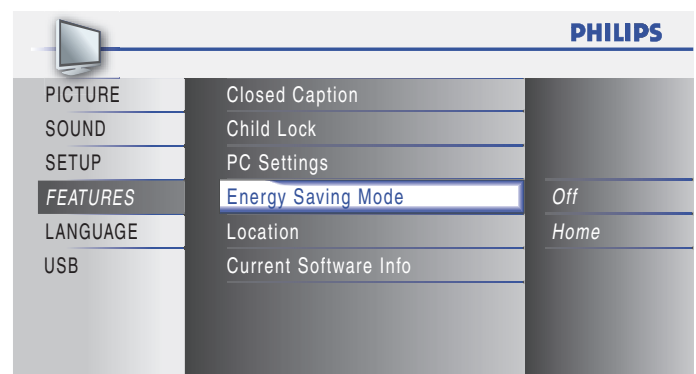 PHILIPS
PICTURE
SOUND
SETUP
FEATURES
LANGUAGE
USB
Closed Caption
Child Lock
PC Settings
Energy Saving Mode
Location
Current Software Info
Off
Home